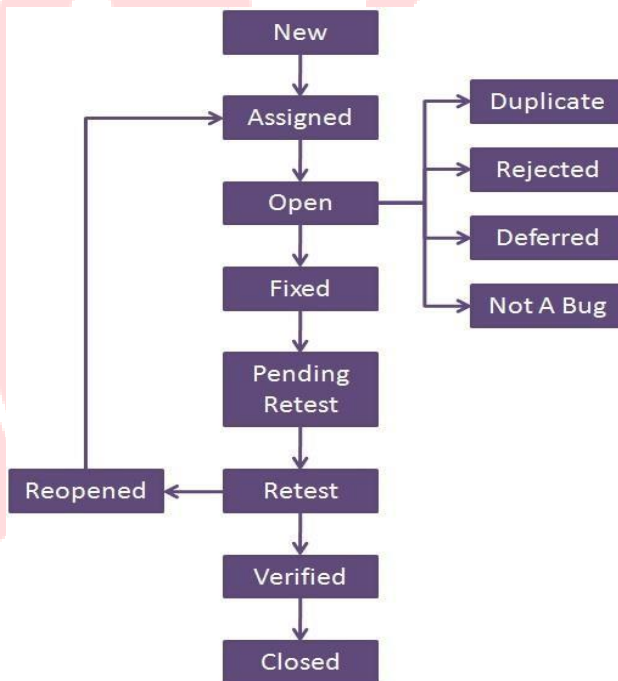 New
Assigned
Duplicate
Rejected
Open
Deferred
Fixed
Not A Bug
Pending
Retest
Reopened
Retest
Verified
Closed